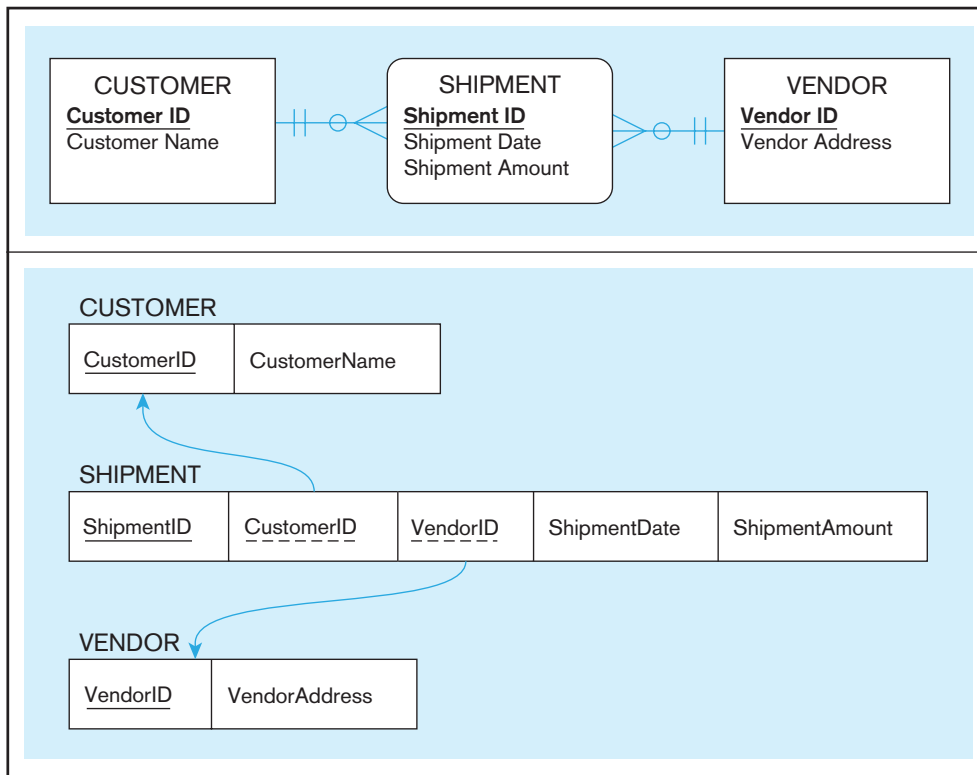 CUSTOMER
Customer ID
Customer Name
SHIPMENT
Shipment ID
Shipment Date
Shipment Amount
VENDOR
Vendor ID
Vendor Address
CUSTOMER
CustomerID CustomerName
SHIPMENT
ShipmentID CustomerID VendorID ShipmentDate ShipmentAmount
VENDOR
VendorID VendorAddress